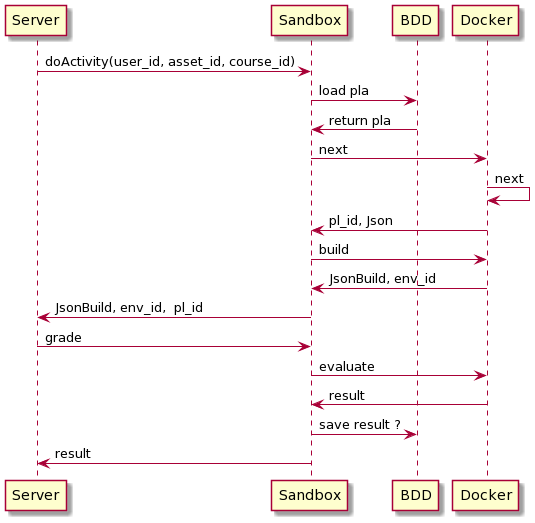 Server Sandbox BDD Docker
doActivity(user_id, asset_id, course_id)
load pla
return pla
next
next
pl_id, Json
build
JsonBuild, env_id
JsonBuild, env_id,  pl_id
grade
evaluate
result
save result ?
result
Server Sandbox BDD Docker